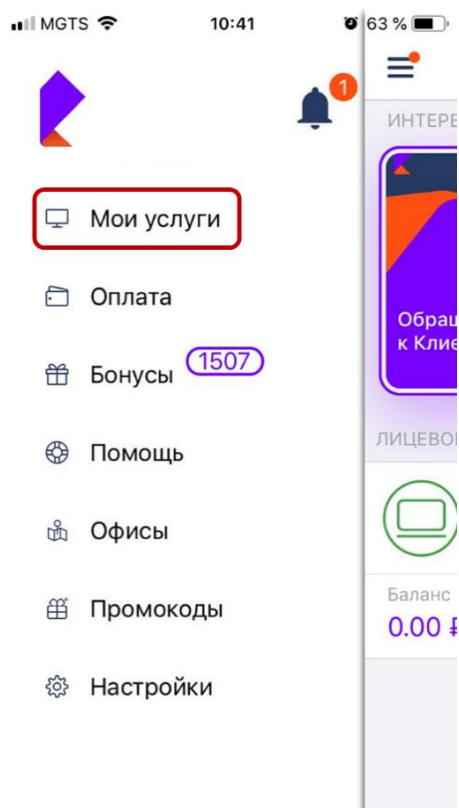 MGTS 10:41 63 %
1
ИНТЕРЕ
Мои услуги
Оплата
Бонусы 1507
Помощь
Офисы
Промокоды
Настройки
Обращ
к Клие
ЛИЦЕВО
Баланс
0.00 ₽